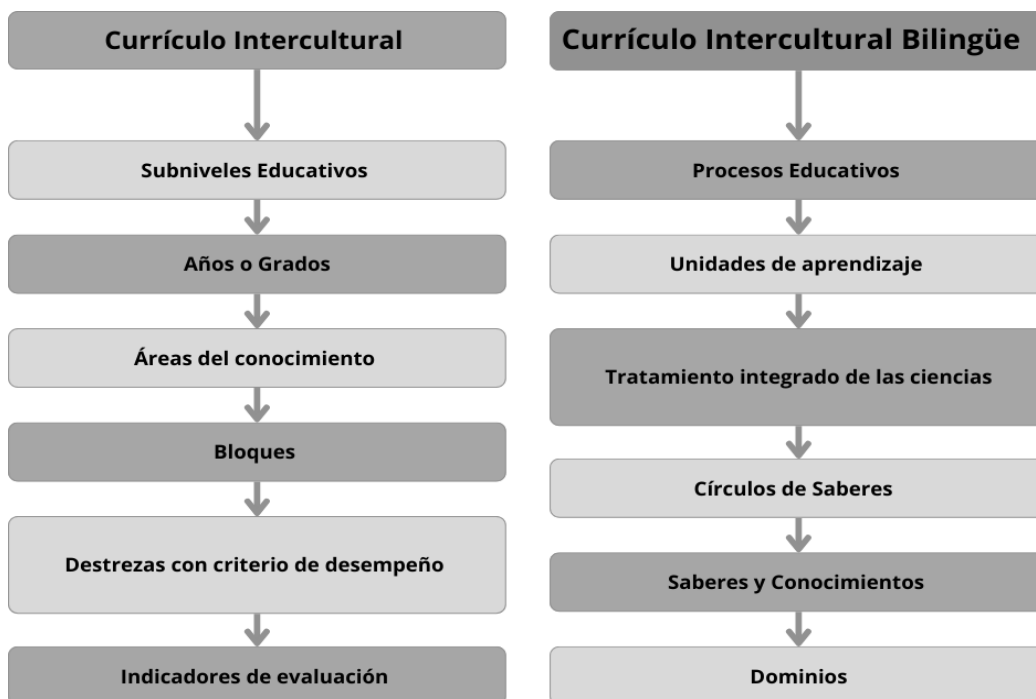 Currículo Intercultural
Subniveles Educativos
Años o Grados
Áreas del conocimiento
Bloques
Destrezas con criterio de desempeño
Indicadores de evaluación
Currículo Intercultural Bilingüe
Procesos Educativos
Unidades de aprendizaje
Tratamiento integrado de las ciencias
Círculos de Saberes
Saberes y Conocimientos
Dominios